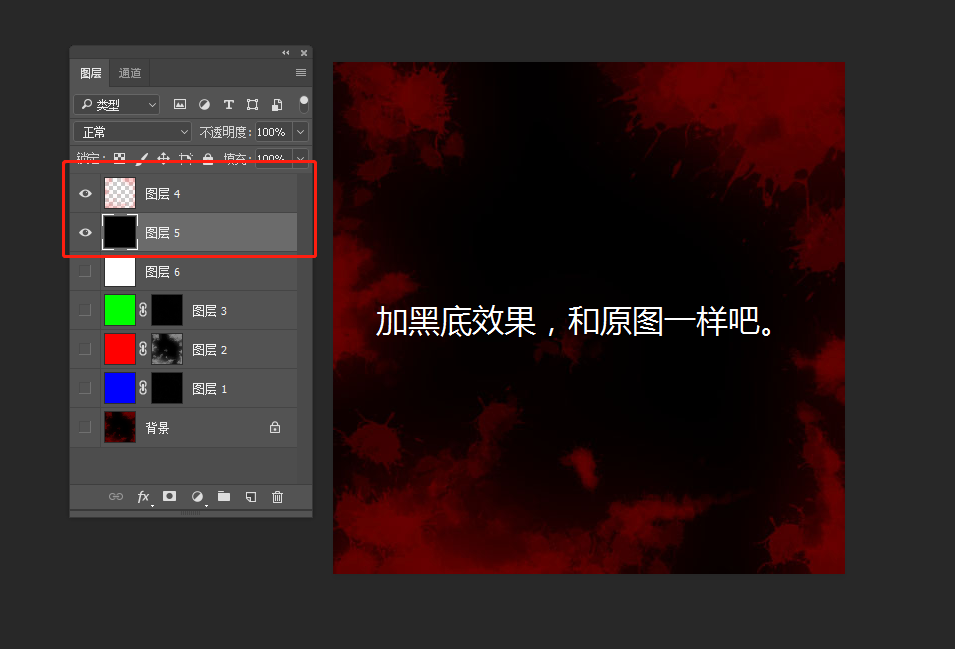 图层 通道
类型
正常 不透明度: 100%
锁定: 填充: 100%
图层 4
图层 5
图层 6
图层 3
图层 2
图层 1
背景
fx
加黑底效果，和原图一样吧。